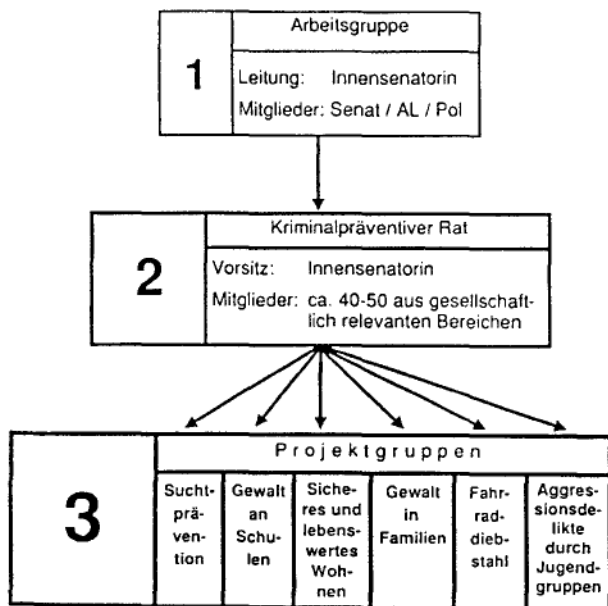 1
Arbeitsgruppe
Leitung: Innensenatorin
Mitglieder: Senat / AL / Pol
2
Kriminalpräventiver Rat
Vorsitz: Innensenatorin
Mitglieder: ca. 40-50 aus gesellschaft-
lich relevanten Bereichen
3
Projektgruppen
Sucht-
prä-
ven-
tion
Gewalt
an
Schu-
len
Siche-
res und
lebens-
wertes
Woh-
nen
Gewalt
in
Familien
Fahr-
rad-
dieb-
stahl
Aggres-
sionsde-
likte
durch
Jugend-
gruppen